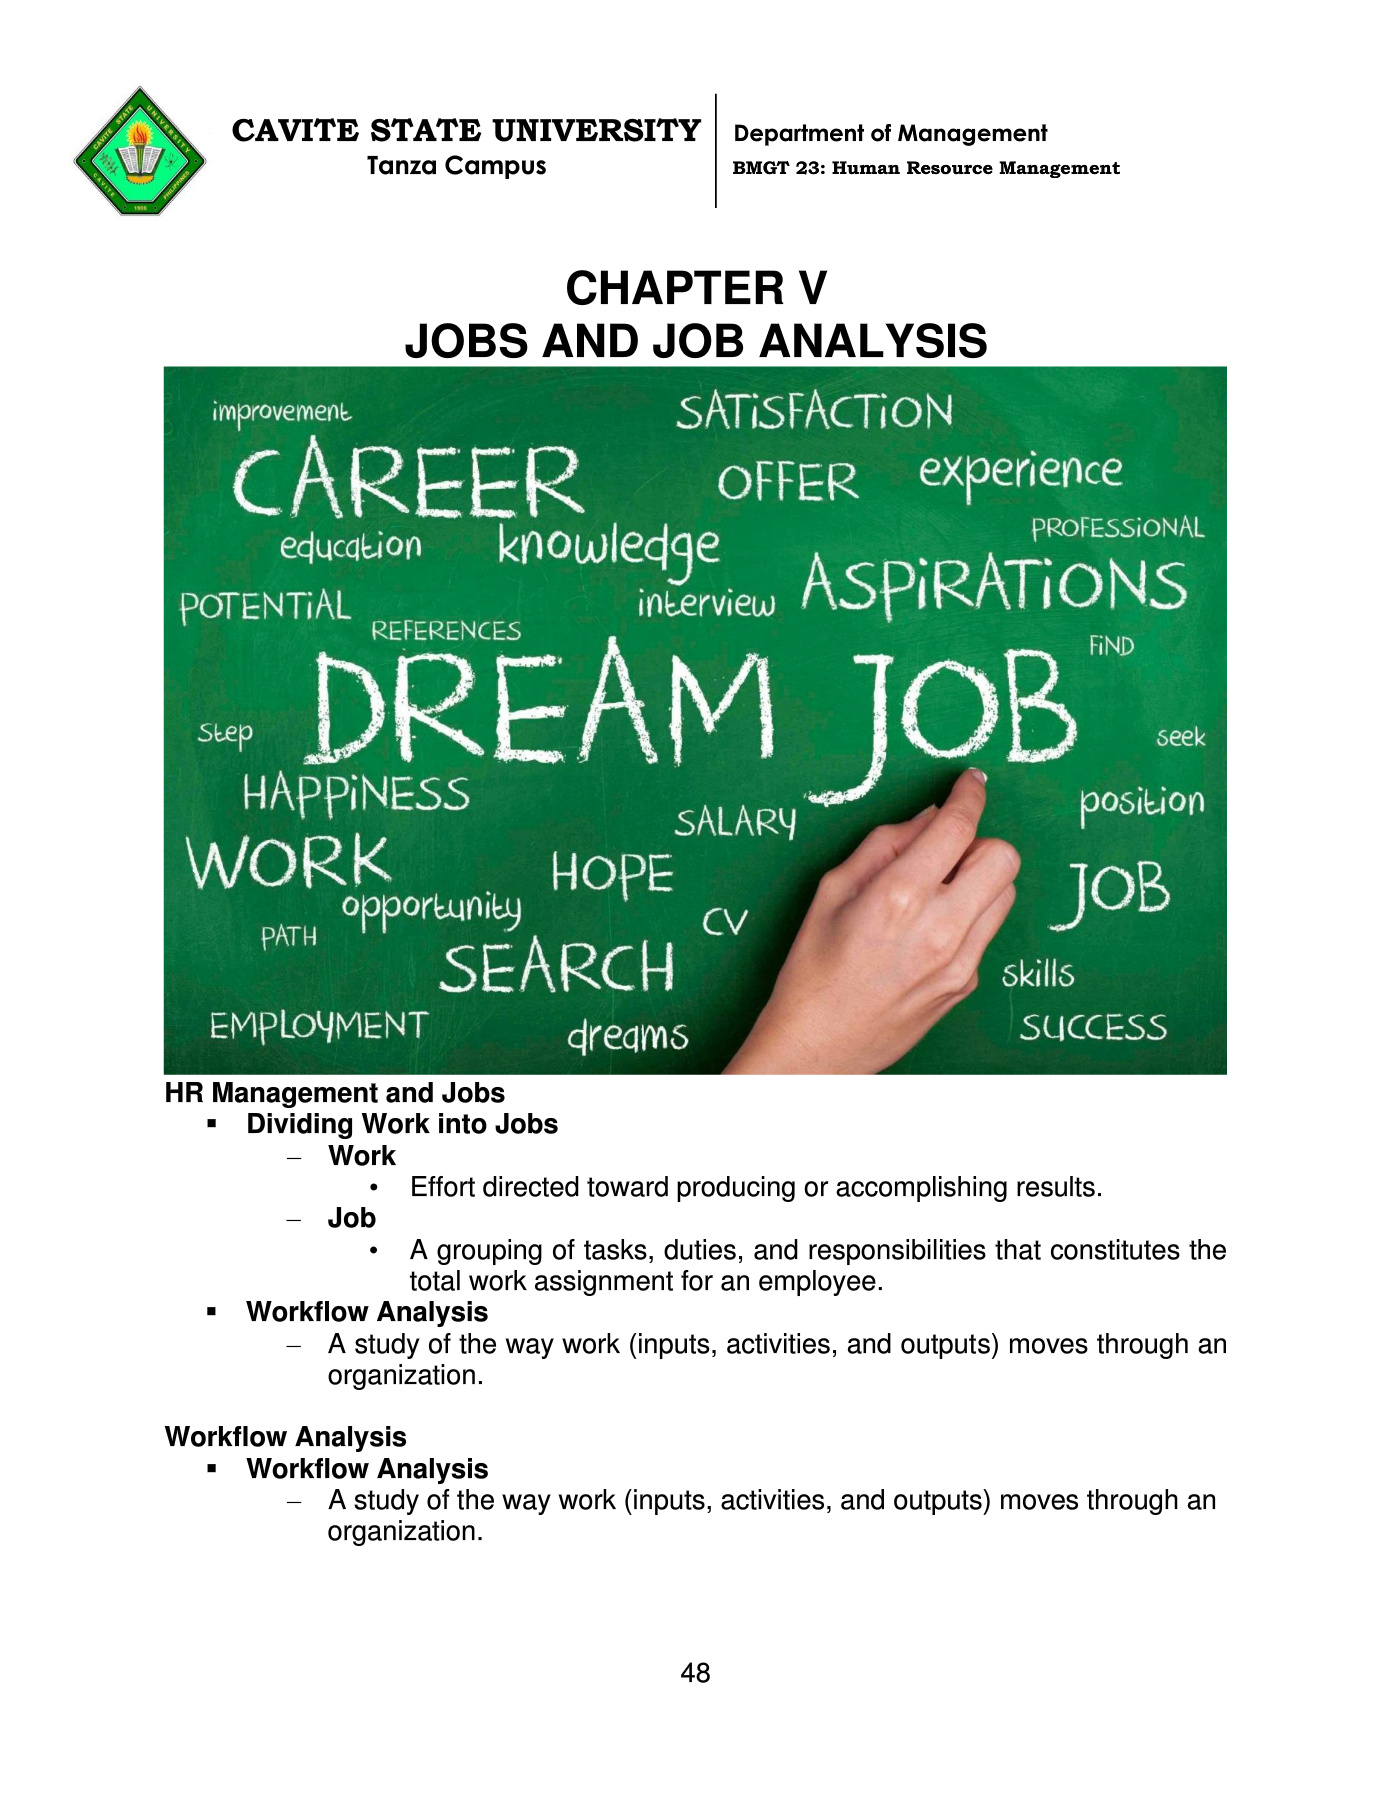 CAVITE STATE UNIVERSITY
Tanza Campus
Department of Management
BMGT 23: Human Resource Management
CAVITE STATE UNIVERSITY
CAVITE
PHILIPPINES
1906
CHAPTER V
JOBS AND JOB ANALYSIS
improvement
SATiSFACTiON
CAREER
OFFER
experience
PROFESSiONAL
education
knowledge
ASPiRATiONS
POTENTiAL
interview
REFERENCES
FiND
DREAM JOB
Step
seek
HAPPiNESS
position
SALARY
WORK
HOPE
JOB
opportunity
CV
PATH
SEARCH
skills
EMPLOYMENT
dreams
SUCCESS
HR Management and Jobs
▪ Dividing Work into Jobs
– Work
• Effort directed toward producing or accomplishing results.
– Job
• A grouping of tasks, duties, and responsibilities that constitutes the
total work assignment for an employee.
▪ Workflow Analysis
– A study of the way work (inputs, activities, and outputs) moves through an
organization.
Workflow Analysis
▪ Workflow Analysis
– A study of the way work (inputs, activities, and outputs) moves through an
organization.
48